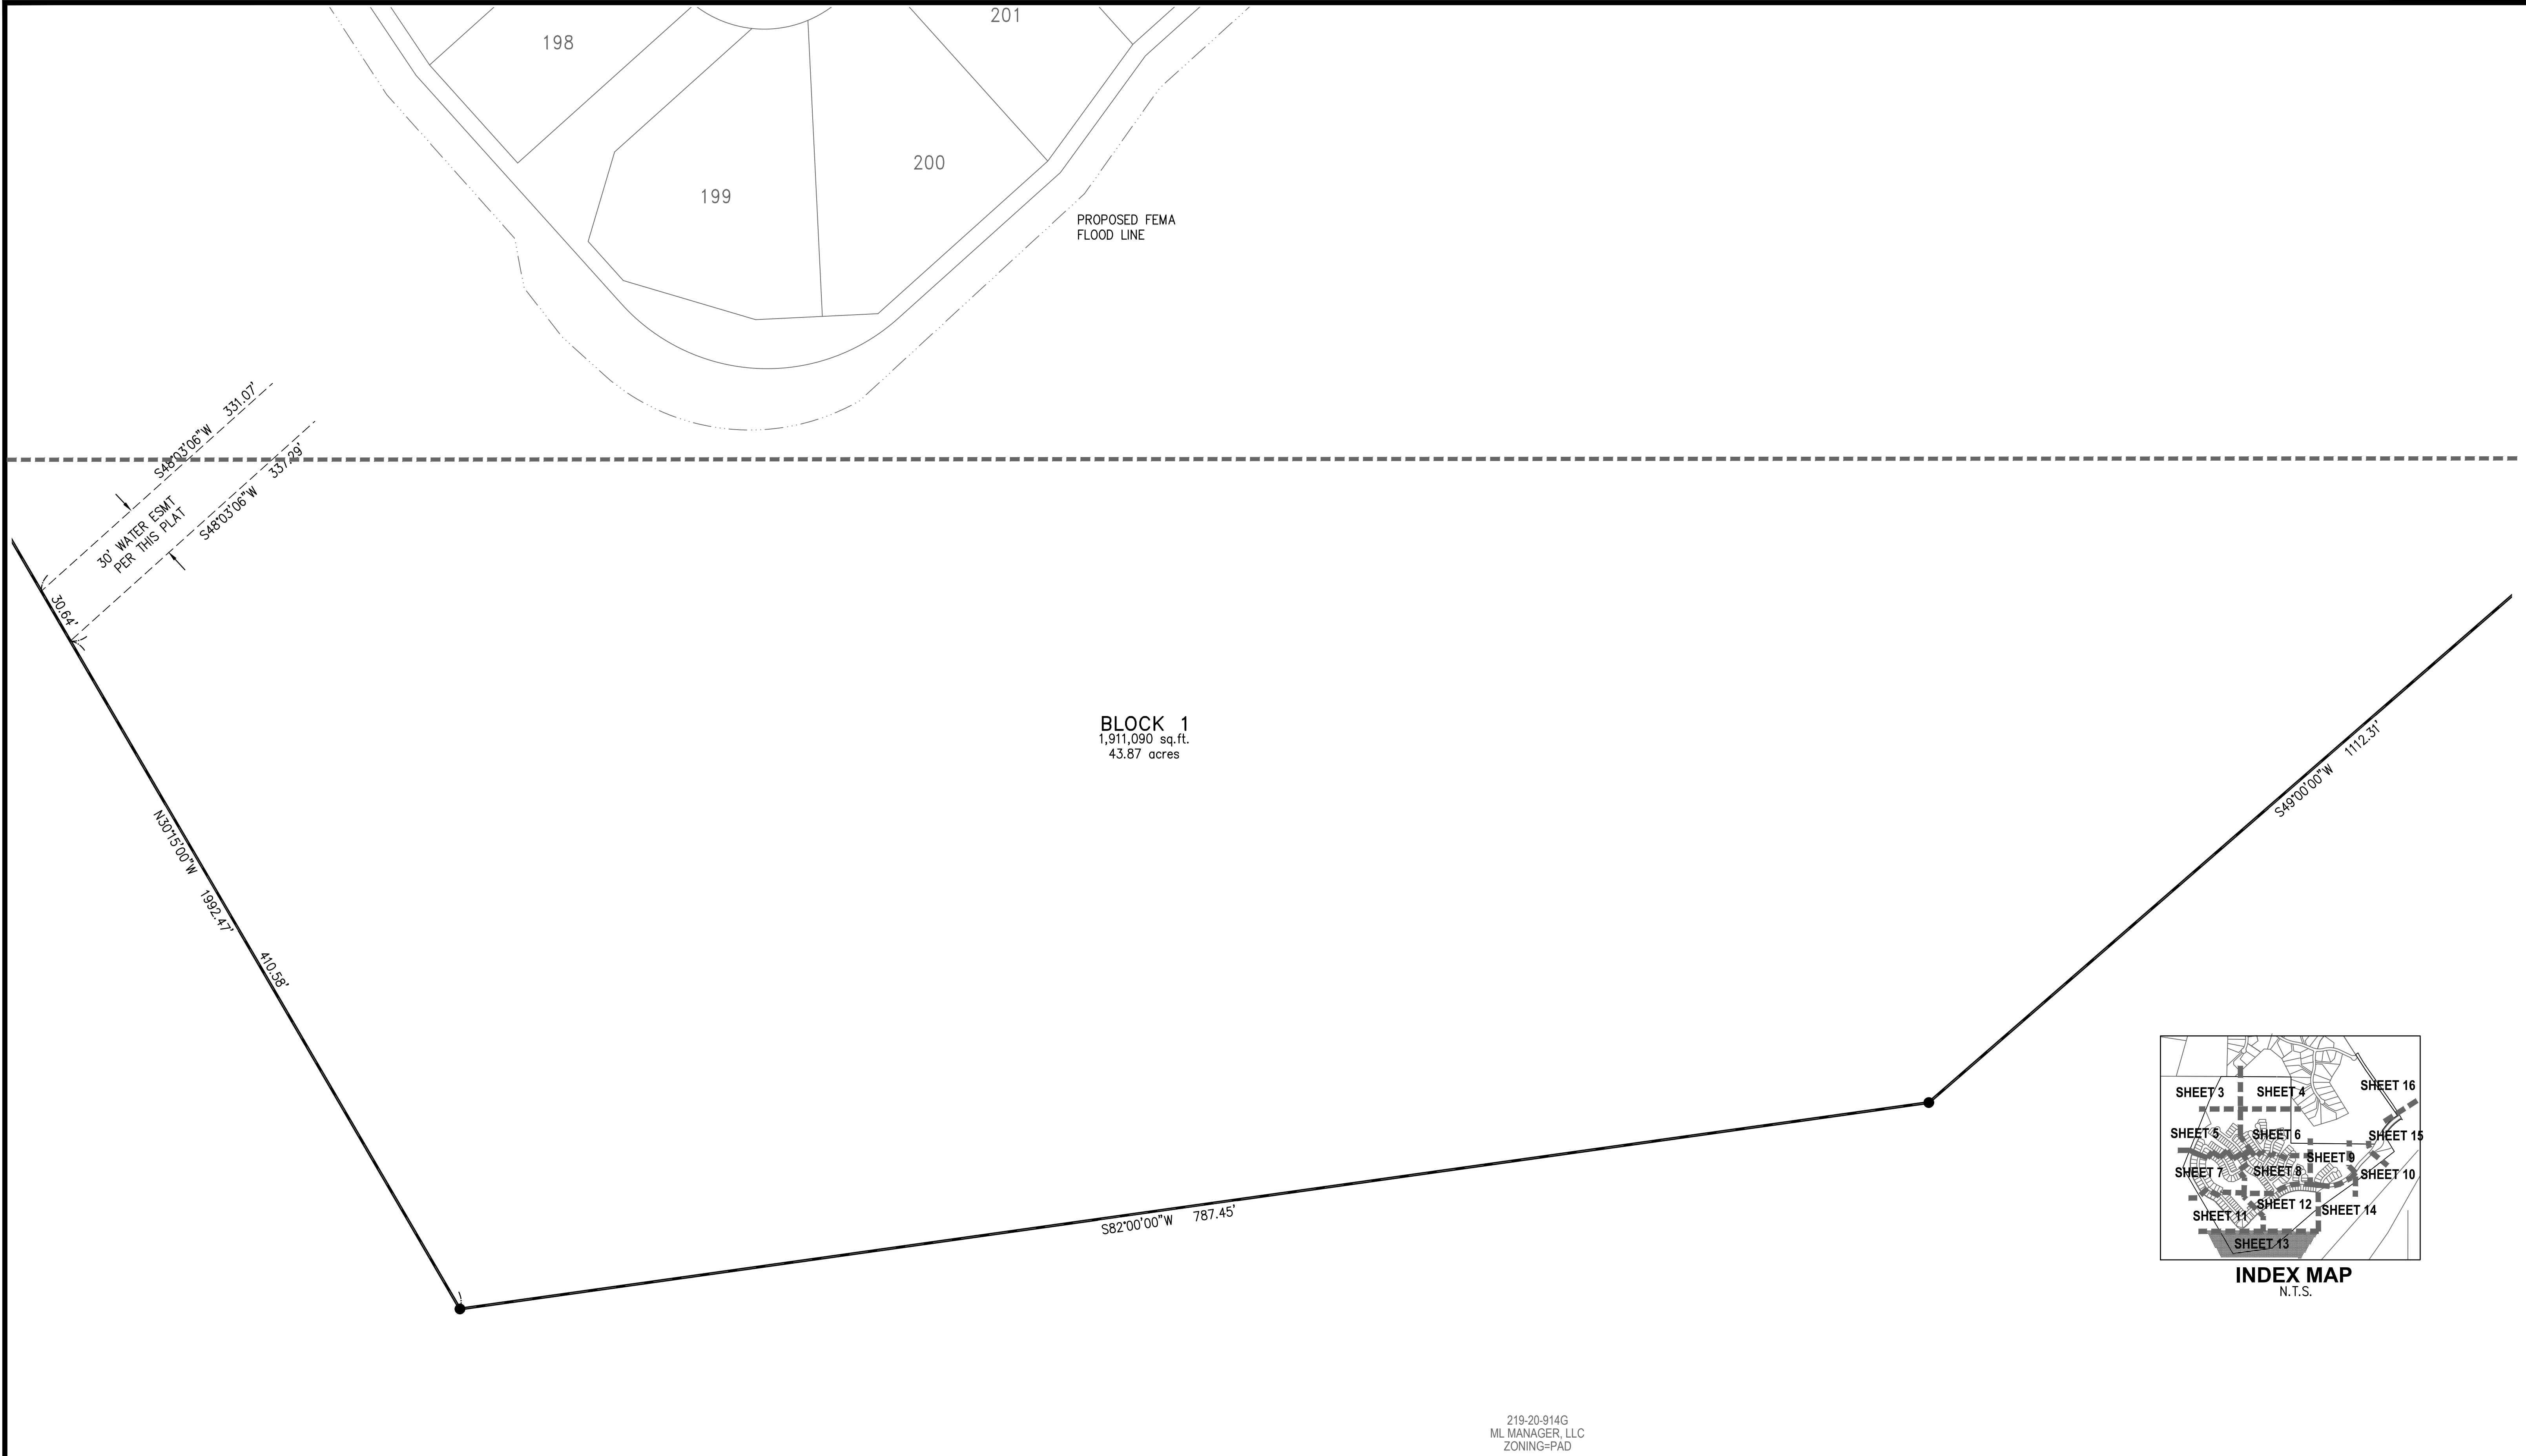 201
198
200
199
PROPOSED FEMA
FLOOD LINE
S48°03'06"W 331.07'
S48°03'06"W 337.29'
30' WATER ESMT
PER THIS PLAT
30.64'
BLOCK 1
1,911,090 sq.ft.
43.87 acres
S49°00'00"W 1112.31'
N30°15'00"W 1992.47'
410.58'
S82°00'00"W 787.45'
SHEET 3
SHEET 4
SHEET 16
SHEET 5
SHEET 6
SHEET 15
SHEET 9
SHEET 7
SHEET 8
SHEET 10
SHEET 12
SHEET 14
SHEET 11
SHEET 13
INDEX MAP
N.T.S.
219-20-914G
ML MANAGER, LLC
ZONING=PAD